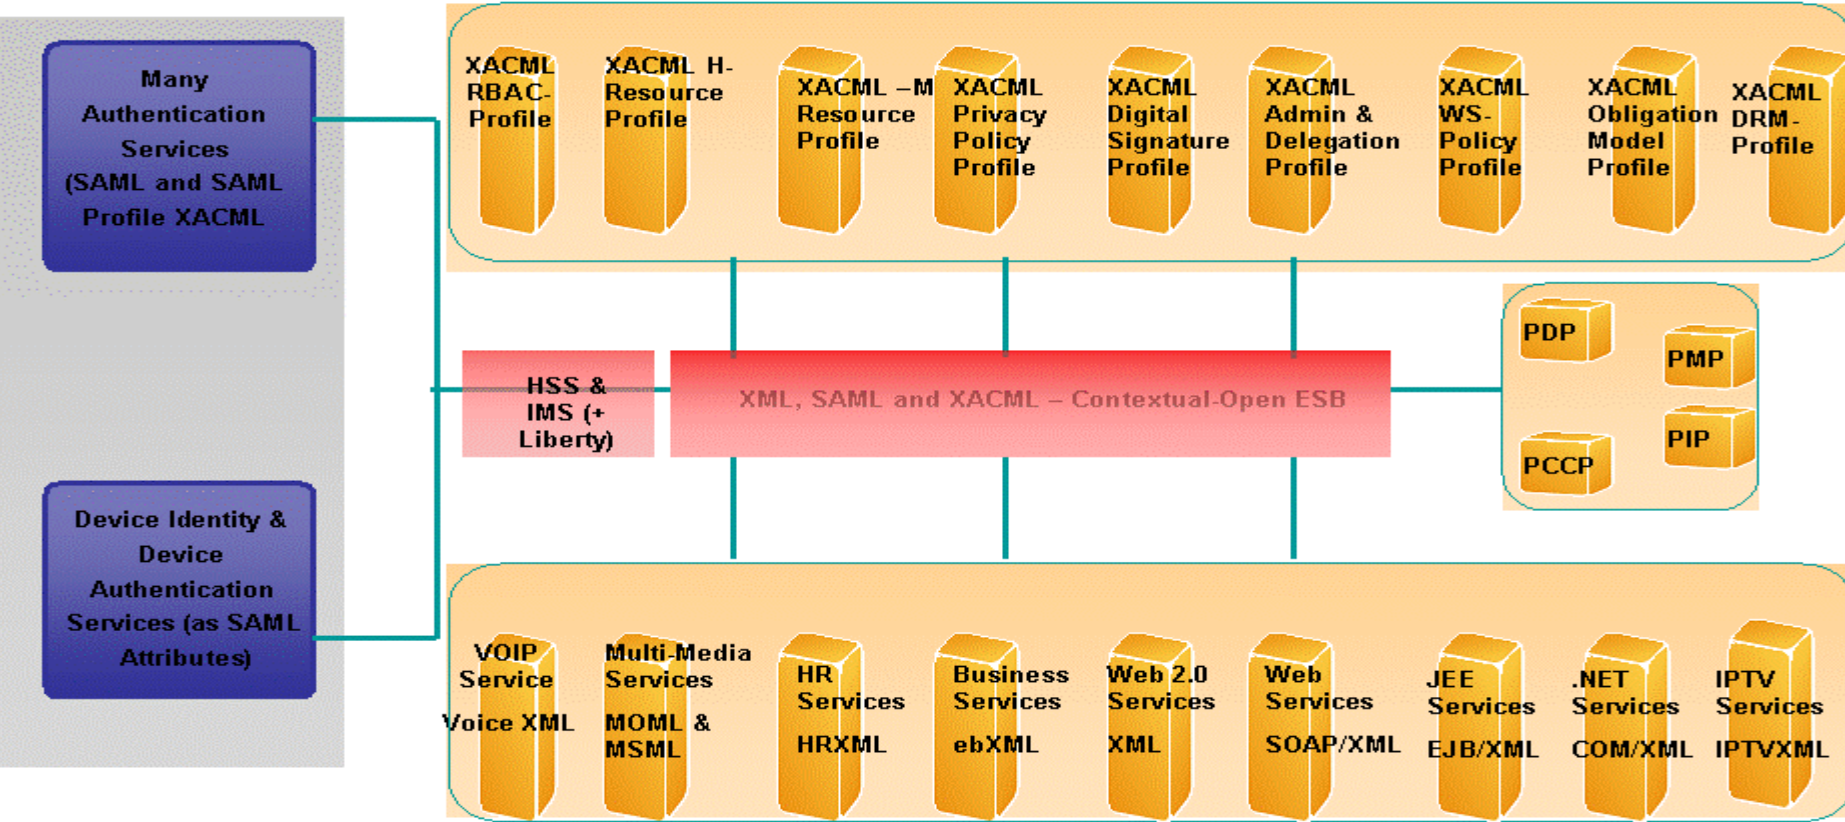 Many
Authentication
Services
(SAML and SAML
Profile XACML
Device Identity &
Device
Authentication
Services (as SAML
Attributes)
XACML
RBAC-
Profile
XACML H-
Resource
Profile
XACML –M
Resource
Profile
XACML
Privacy
Policy
Profile
XACML
Digital
Signature
Profile
XACML
Admin &
Delegation
Profile
XACML
WS-
Policy
Profile
XACML
Obligation
Model
Profile
XACML
DRM-
Profile
HSS &
IMS (+
Liberty)
XML, SAML and XACML – Contextual-Open ESB
PDP
PMP
PIP
PCCP
VOIP
Service
Voice XML
Multi-Media
Services
MOML &
MSML
HR
Services
HRXML
Business
Services
ebXML
Web 2.0
Services
XML
Web
Services
SOAP/XML
JEE
Services
EJB/XML
.NET
Services
COM/XML
IPTV
Services
IPTVXML